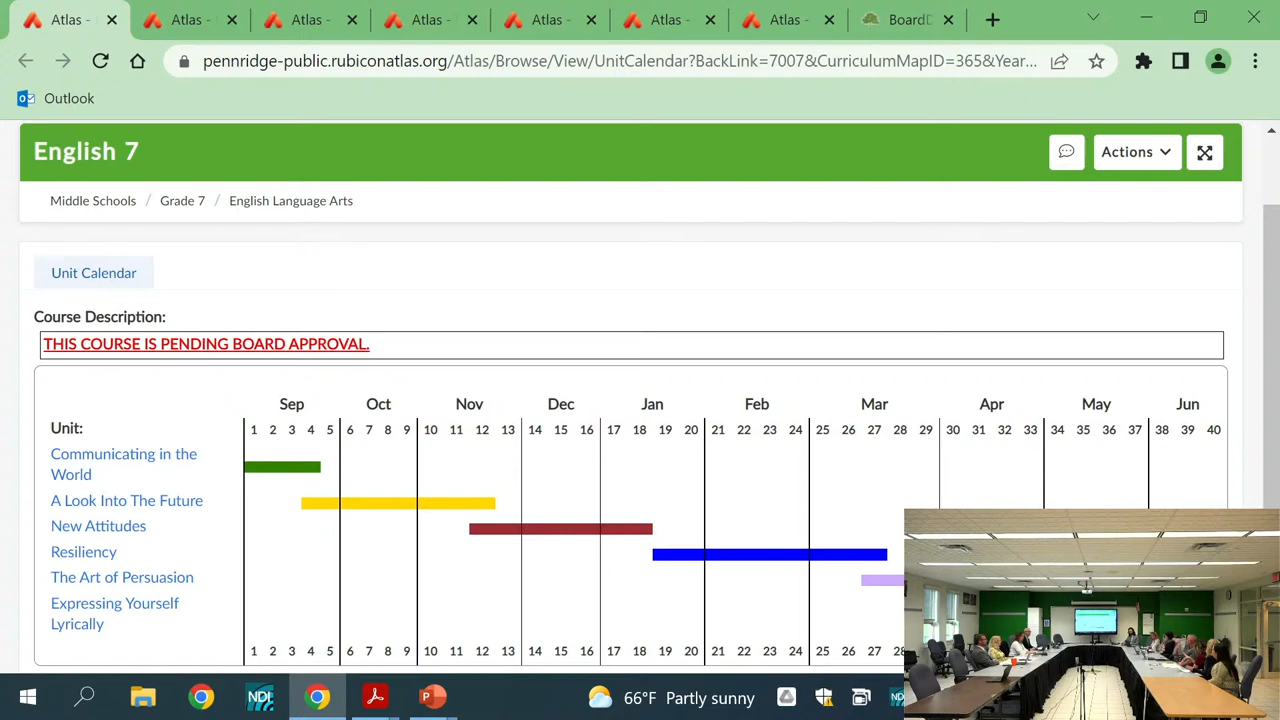 Atlas - Atlas - Atlas - Atlas - Atlas - Atlas - Atlas - BoardD
pennridge-public.rubiconatlas.org/Atlas/Browse/View/UnitCalendar?BackLink=7007&CurriculumMapID=365&Year...
Outlook
English 7
Actions
Middle Schools / Grade 7 / English Language Arts
Unit Calendar
Course Description:
THIS COURSE IS PENDING BOARD APPROVAL.
Sep Oct Nov Dec Jan Feb Mar Apr May Jun
Unit: 1 2 3 4 5 6 7 8 9 10 11 12 13 14 15 16 17 18 19 20 21 22 23 24 25 26 27 28 29 30 31 32 33 34 35 36 37 38 39 40
Communicating in the
World
A Look Into The Future
New Attitudes
Resiliency
The Art of Persuasion
Expressing Yourself
Lyrically
1 2 3 4 5 6 7 8 9 10 11 12 13 14 15 16 17 18 19 20 21 22 23 24 25 26 27 28
NDI 66°F Partly sunny